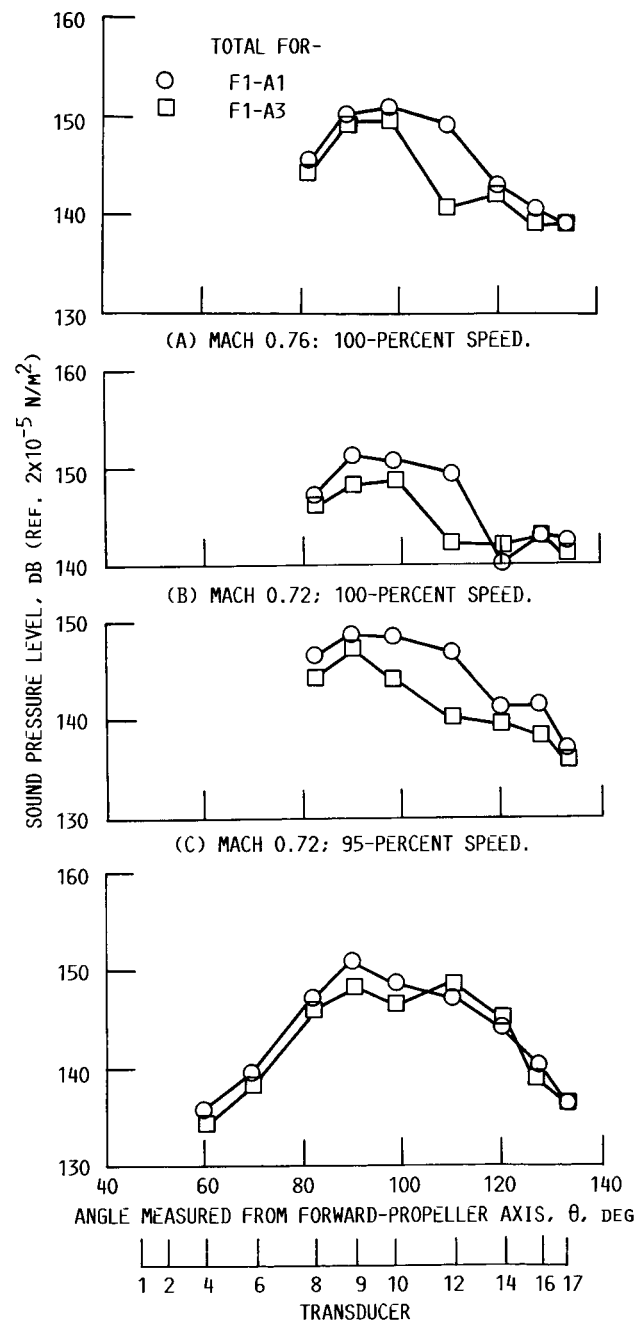 160
TOTAL FOR-
F1-A1
F1-A3
150
140
130
(A) MACH 0.76: 100-PERCENT SPEED.
160
150
140
(B) MACH 0.72; 100-PERCENT SPEED.
150
140
130
(C) MACH 0.72; 95-PERCENT SPEED.
160
150
140
130
40 60 80 100 120 140
SOUND PRESSURE LEVEL, DB (REF. 2x10⁻⁵ N/M²)
ANGLE MEASURED FROM FORWARD-PROPELLER AXIS, θ, DEG
1 2 4 6 8 9 10 12 14 16 17
TRANSDUCER